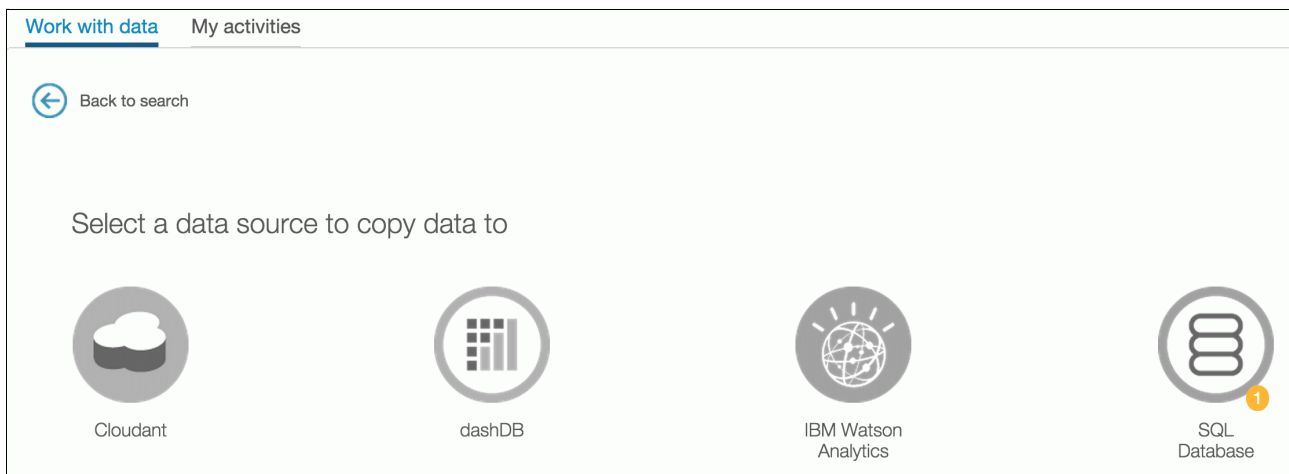 Work with data My activities
Back to search
Select a data source to copy data to
Cloudant dashDB IBM Watson Analytics SQL Database
1